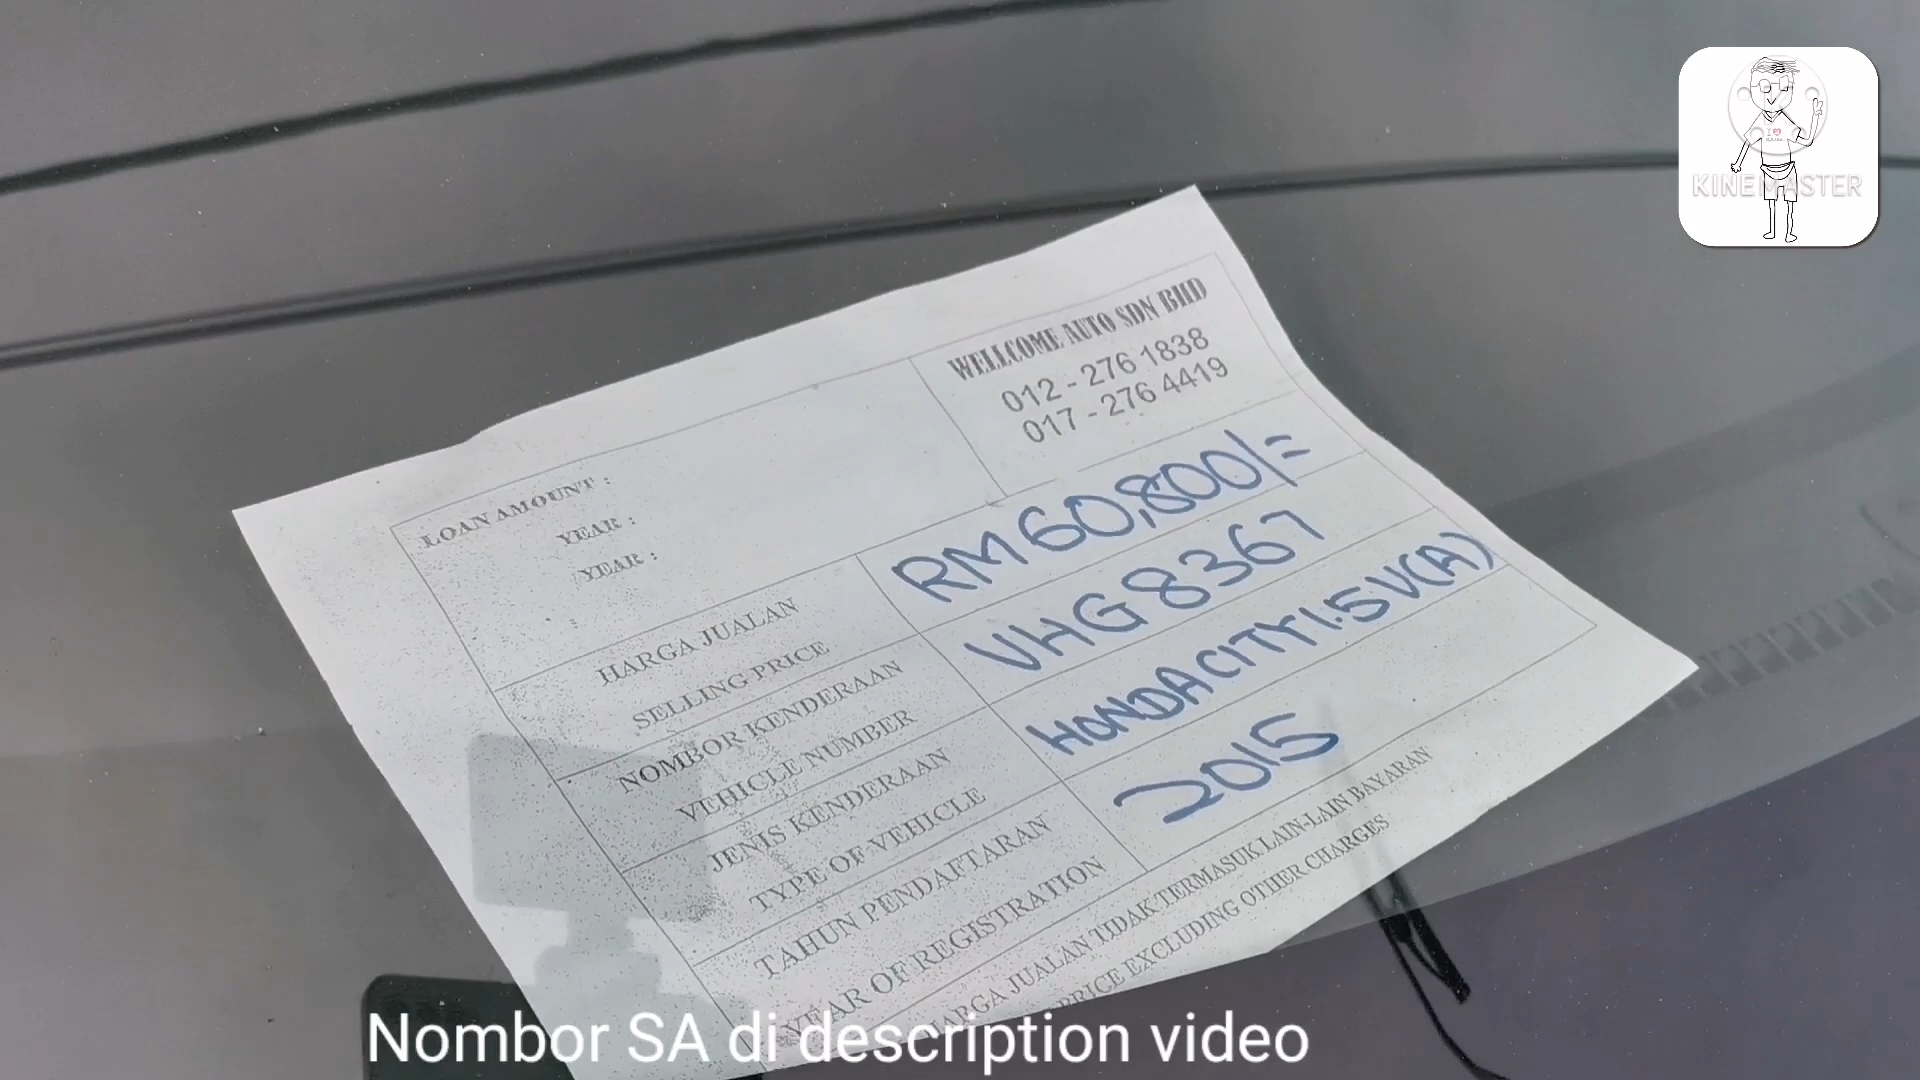 KINEMASTER
WELLCOME AUTO SDN BHD
012 - 276 1838
017 - 276 4419
LOAN AMOUNT :
YEAR :
YEAR :
:
HARGA JUALAN
SELLING PRICE
RM60,800/=
NOMBOR KENDERAAN
VEHICLE NUMBER
VHG 8367
JENIS KENDERAAN
TYPE OF VEHICLE
HONDA CITY 1.5V(A)
TAHUN PENDAFTARAN
YEAR OF REGISTRATION
2015
HARGA JUALAN TIDAK TERMASUK LAIN-LAIN BAYARAN
PRICE EXCLUDING OTHER CHARGES
Nombor SA di description video